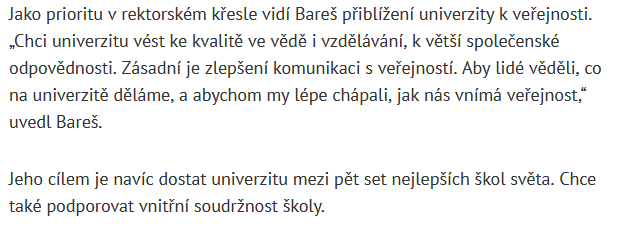 Jako prioritu v rektorském křesle vidí Bareš přiblížení univerzity k veřejnosti.
„Chci univerzitu vést ke kvalitě ve vědě i vzdělávání, k větší společenské
odpovědnosti. Zásadní je zlepšení komunikaci s veřejností. Aby lidé věděli, co
na univerzitě děláme, a abychom my lépe chápali, jak nás vnímá veřejnost,“
uvedl Bareš.
Jeho cílem je navíc dostat univerzitu mezi pět set nejlepších škol světa. Chce
také podporovat vnitřní soudržnost školy.